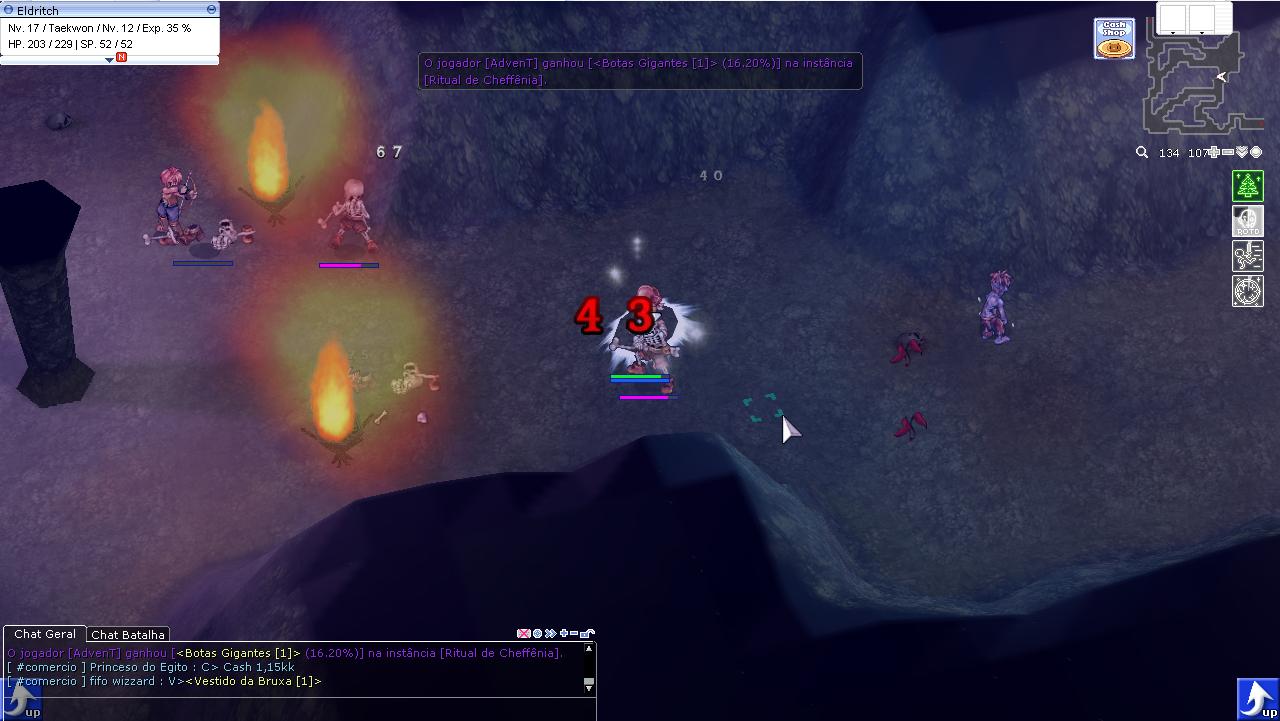 Eldritch
Nv. 17 / Taekwon / Nv. 12 / Exp. 35 %
HP. 203 / 229 | SP. 52 / 52
N
O jogador [AdvenT] ganhou [<Botas Gigantes [1]> (16.20%)] na instância
[Ritual de Cheffênia].
Cash
Shop
134 107
ROTD
67
40
43
Chat Geral
Chat Batalha
O jogador [AdvenT] ganhou [<Botas Gigantes [1]> (16.20%)] na instância [Ritual de Cheffênia].
[ #comercio ] Princeso do Egito : C> Cash 1,15kk
[ #comercio ] fifo wizzard : V><Vestido da Bruxa [1]>
up
up